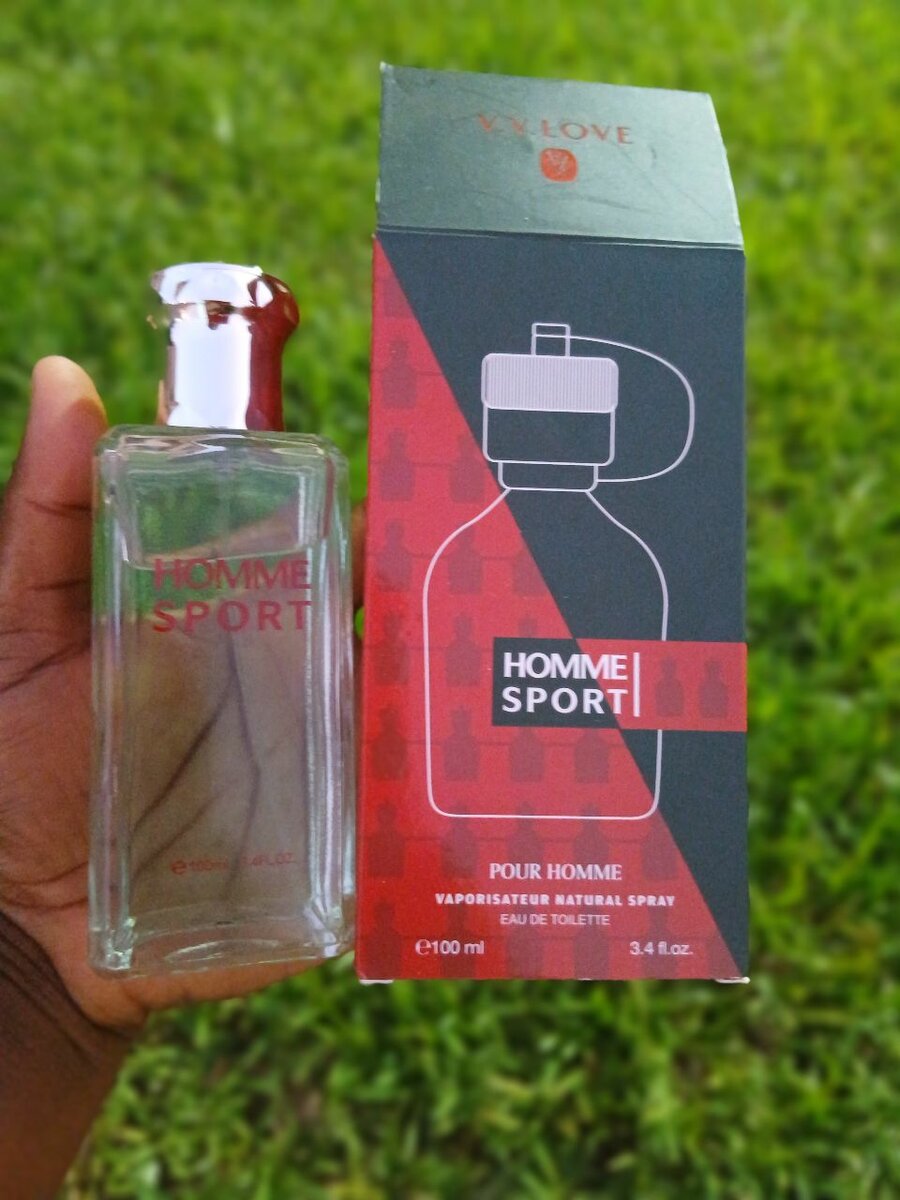 V.V.LOVE
HOMME
SPORT
HOMME
SPORT
POUR HOMME
VAPORISATEUR NATURAL SPRAY
EAU DE TOILETTE
℮100 ml 3.4 fl.oz.